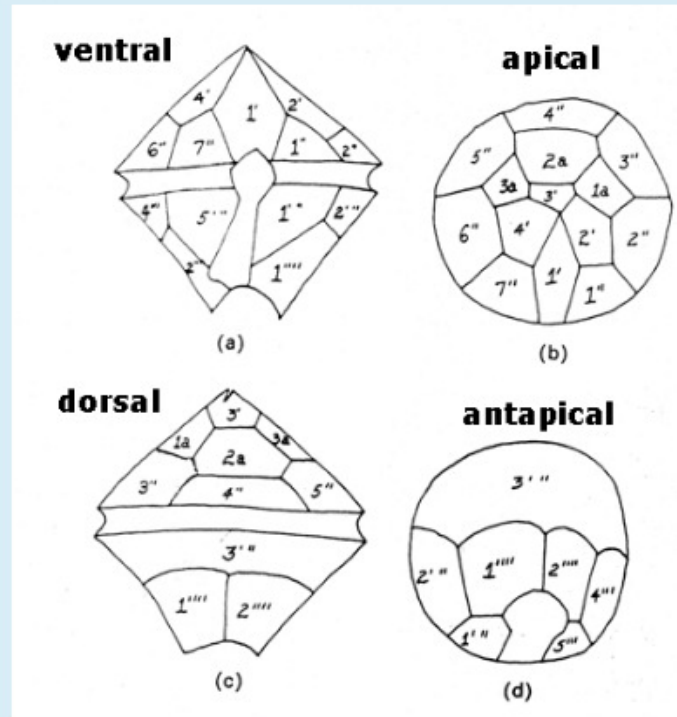 ventral
4' 1' 2'
6" 7" 1" 2"
4''' 5''' 1''' 2'''
2'''' 1''''
(a)
apical
4"
5" 2a 3"
3a 3' 1a
6" 4' 2' 2"
7" 1' 1"
(b)
dorsal
3'
1a 3a
2a
3" 4" 5"
3'''
1'''' 2''''
(c)
antapical
3'''
2''' 1'''' 2'''' 4'''
1''' 5'''
(d)